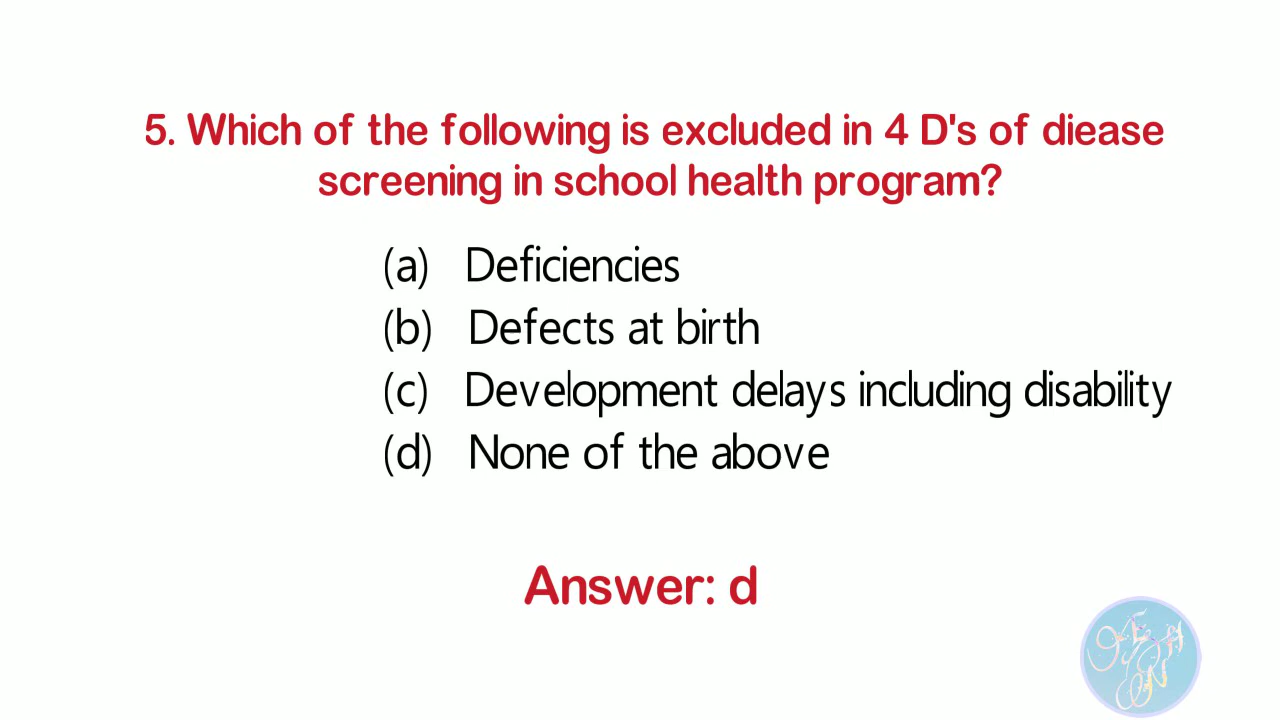 5. Which of the following is excluded in 4 D's of diease
screening in school health program?
(a) Deficiencies
(b) Defects at birth
(c) Development delays including disability
(d) None of the above
Answer: d